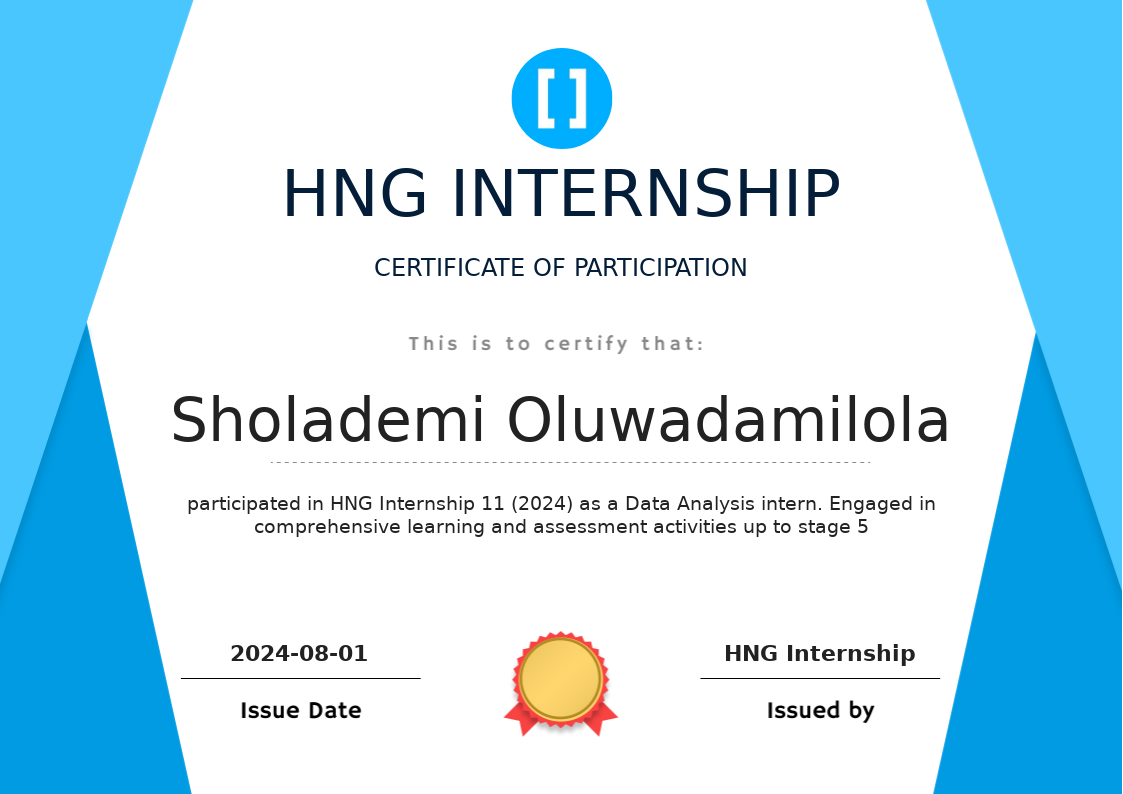 [ ]
HNG INTERNSHIP
CERTIFICATE OF PARTICIPATION
This is to certify that:
Sholademi Oluwadamilola
participated in HNG Internship 11 (2024) as a Data Analysis intern. Engaged in
comprehensive learning and assessment activities up to stage 5
2024-08-01
HNG Internship
Issue Date
Issued by